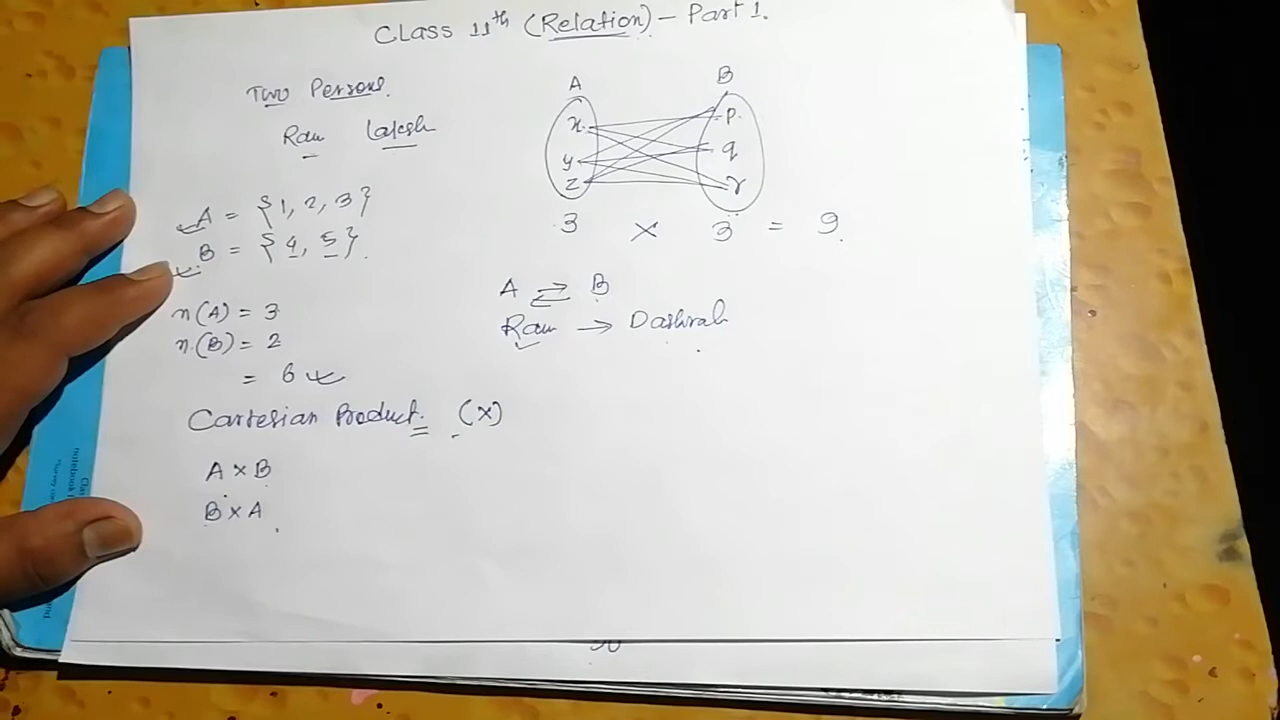 Class 11th (Relation) - Part 1.
Two Persons.
Ram Lakesh
A = {1, 2, 3}
B = {4, 5}.
n(A) = 3
n(B) = 2
= 6
Cartesian Product. (x)
A × B
B × A
A B
x. p.
y q
z r
3 × 3 = 9
A ⇄ B
Ram → Dashrah